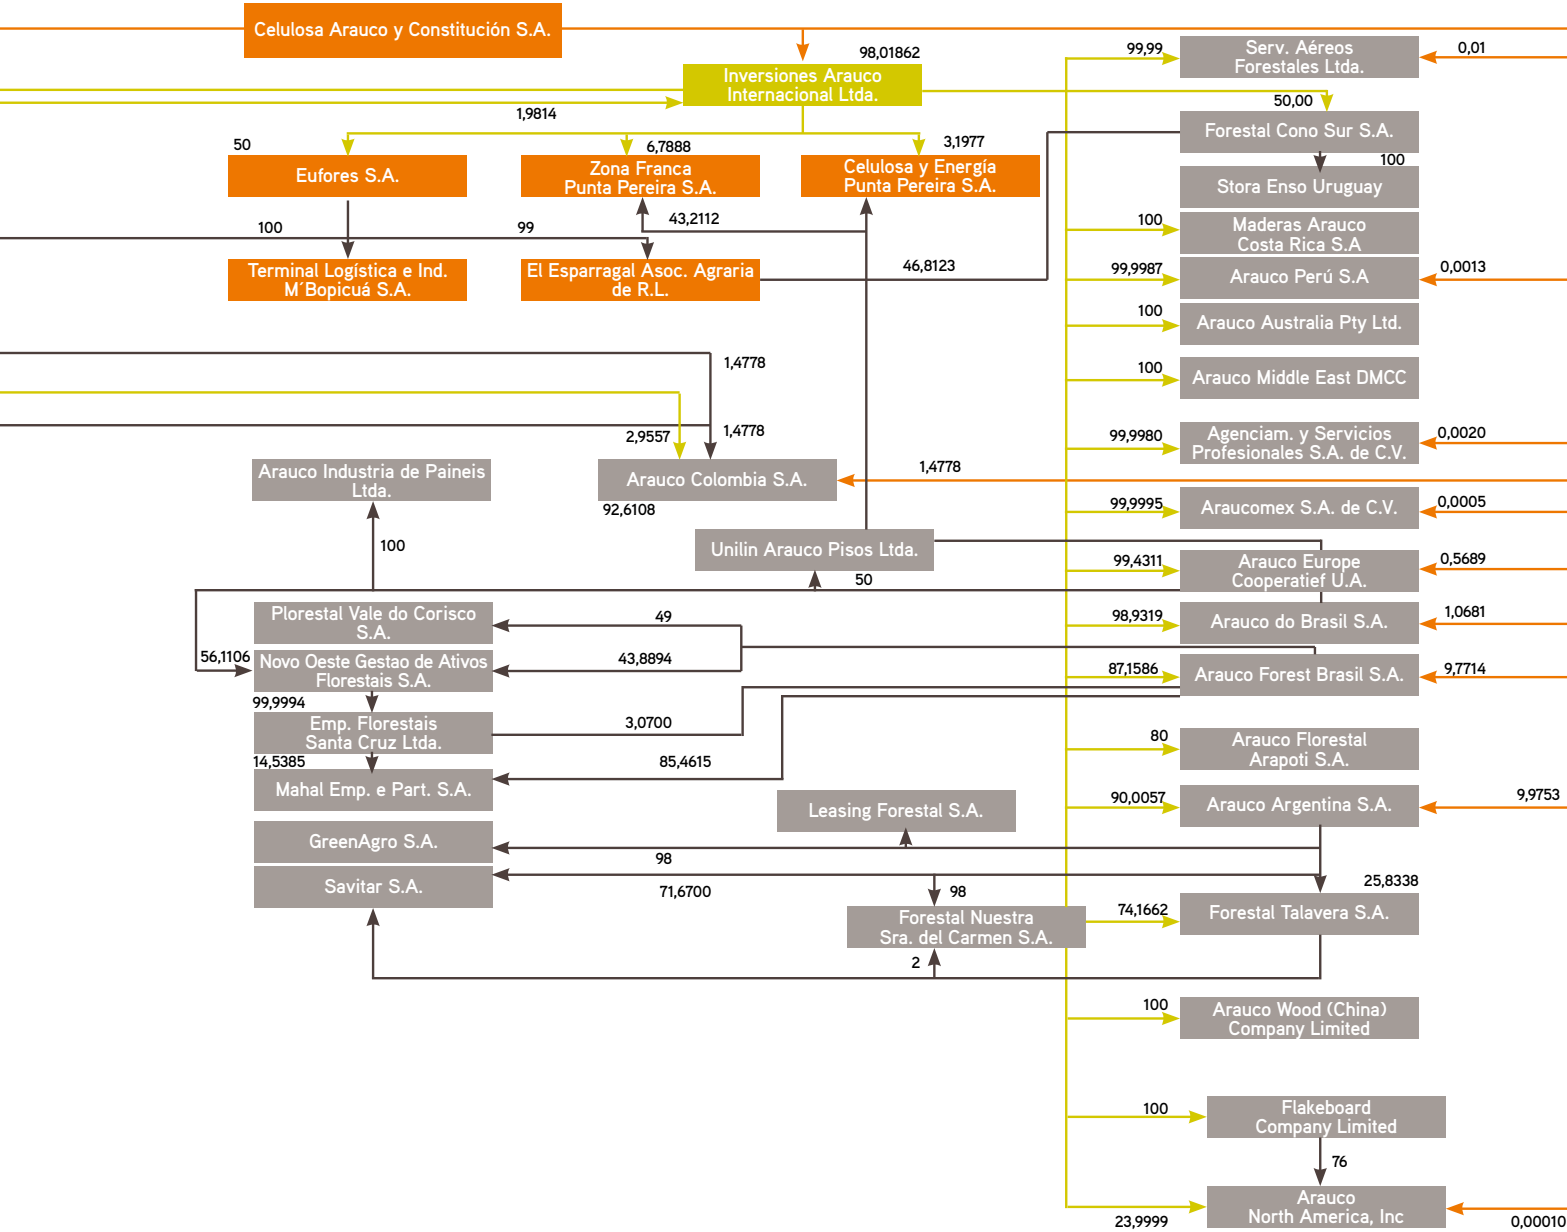 Celulosa Arauco y Constitución S.A.
98,01862
Inversiones Arauco
Internacional Ltda.
1,9814
99,99
Serv. Aéreos
Forestales Ltda.
0,01
50,00
Forestal Cono Sur S.A.
100
Stora Enso Uruguay
50
Eufores S.A.
6,7888
Zona Franca
Punta Pereira S.A.
3,1977
Celulosa y Energía
Punta Pereira S.A.
43,2112
100
99
Terminal Logística e Ind.
M´Bopicuá S.A.
El Esparragal Asoc. Agraria
de R.L.
46,8123
100
Maderas Arauco
Costa Rica S.A
99,9987
Arauco Perú S.A
0,0013
100
Arauco Australia Pty Ltd.
1,4778
100
Arauco Middle East DMCC
2,9557
1,4778
99,9980
Agenciam. y Servicios
Profesionales S.A. de C.V.
0,0020
Arauco Industria de Paineis
Ltda.
Arauco Colombia S.A.
1,4778
92,6108
99,9995
Araucomex S.A. de C.V.
0,0005
100
Unilin Arauco Pisos Ltda.
50
99,4311
Arauco Europe
Cooperatief U.A.
0,5689
Plorestal Vale do Corisco
S.A.
49
98,9319
Arauco do Brasil S.A.
1,0681
56,1106
Novo Oeste Gestao de Ativos
Florestais S.A.
43,8894
87,1586
Arauco Forest Brasil S.A.
9,7714
99,9994
Emp. Florestais
Santa Cruz Ltda.
3,0700
80
Arauco Florestal
Arapoti S.A.
14,5385
Mahal Emp. e Part. S.A.
85,4615
Leasing Forestal S.A.
90,0057
Arauco Argentina S.A.
9,9753
GreenAgro S.A.
98
Savitar S.A.
71,6700
98
25,8338
Forestal Nuestra
Sra. del Carmen S.A.
74,1662
Forestal Talavera S.A.
2
100
Arauco Wood (China)
Company Limited
100
Flakeboard
Company Limited
76
Arauco
North America, Inc
23,9999
0,00010